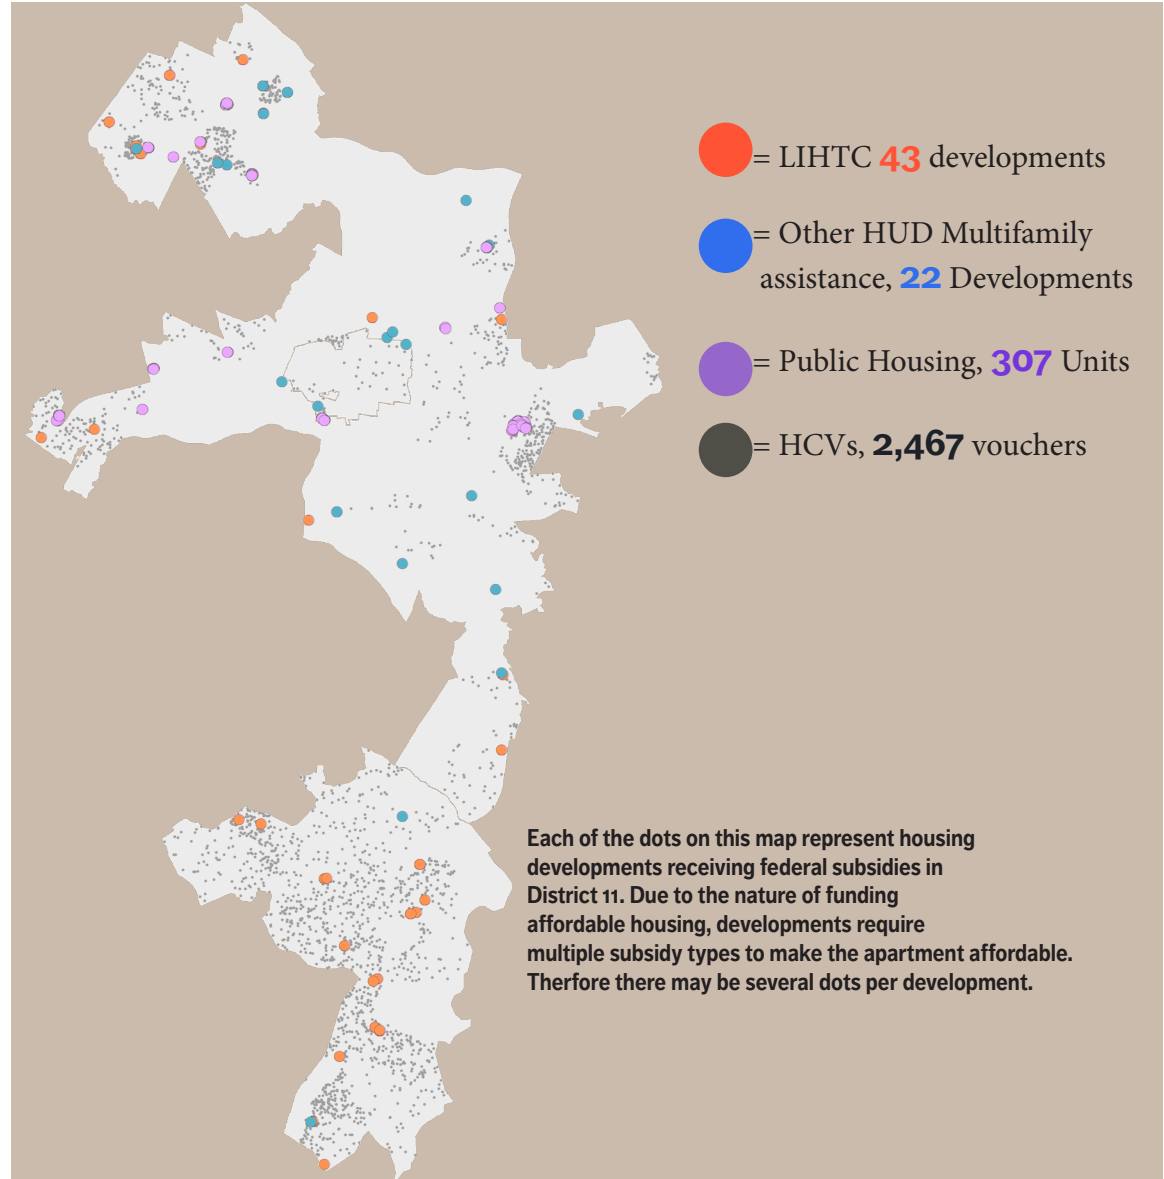 = LIHTC 43 developments
= Other HUD Multifamily
assistance, 22 Developments
= Public Housing, 307 Units
= HCVs, 2,467 vouchers
Each of the dots on this map represent housing
developments receiving federal subsidies in
District 11. Due to the nature of funding
affordable housing, developments require
multiple subsidy types to make the apartment affordable.
Therfore there may be several dots per development.